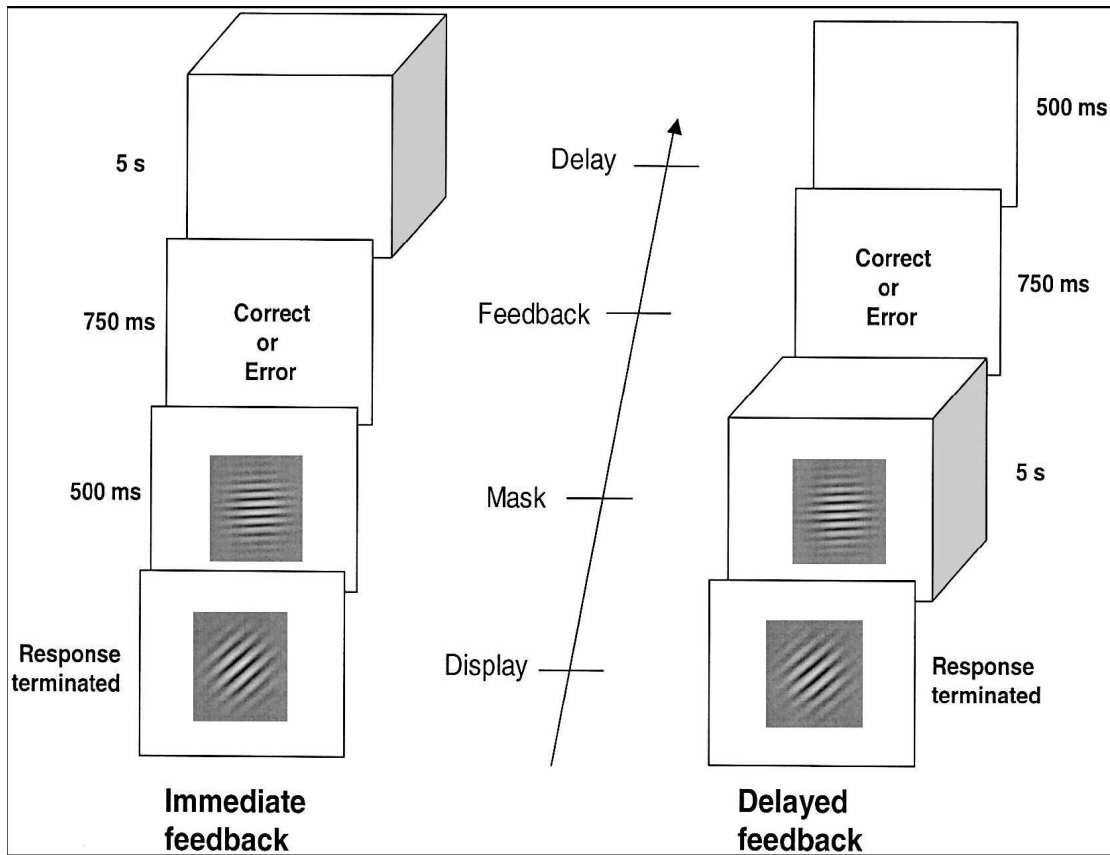 5 s
750 ms
Correct
or
Error
500 ms
Response
terminated
Immediate
feedback
Delay
Feedback
Mask
Display
500 ms
Correct
or
Error
750 ms
5 s
Response
terminated
Delayed
feedback